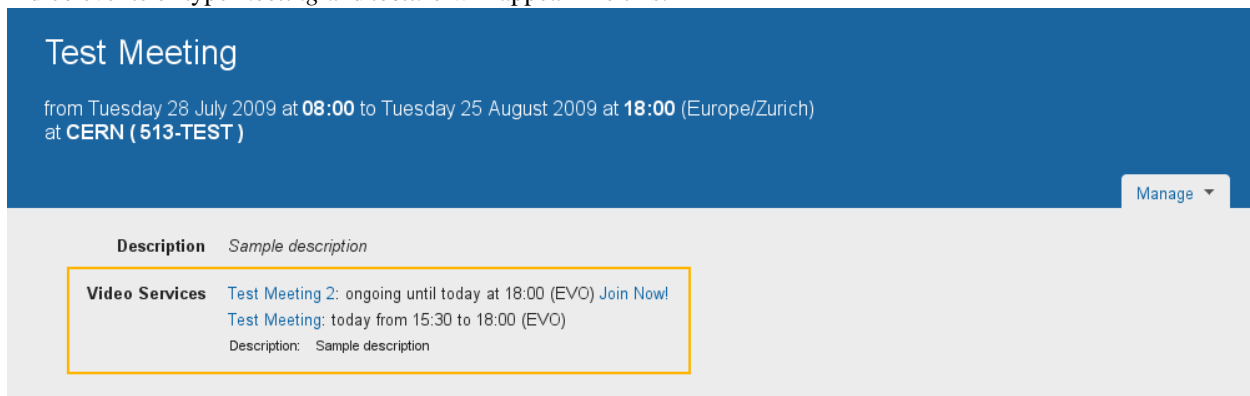 Test Meeting
from Tuesday 28 July 2009 at 08:00 to Tuesday 25 August 2009 at 18:00 (Europe/Zurich)
at CERN ( 513-TEST )
Manage
Description Sample description
Video Services Test Meeting 2: ongoing until today at 18:00 (EVO) Join Now!
Test Meeting: today from 15:30 to 18:00 (EVO)
Description: Sample description